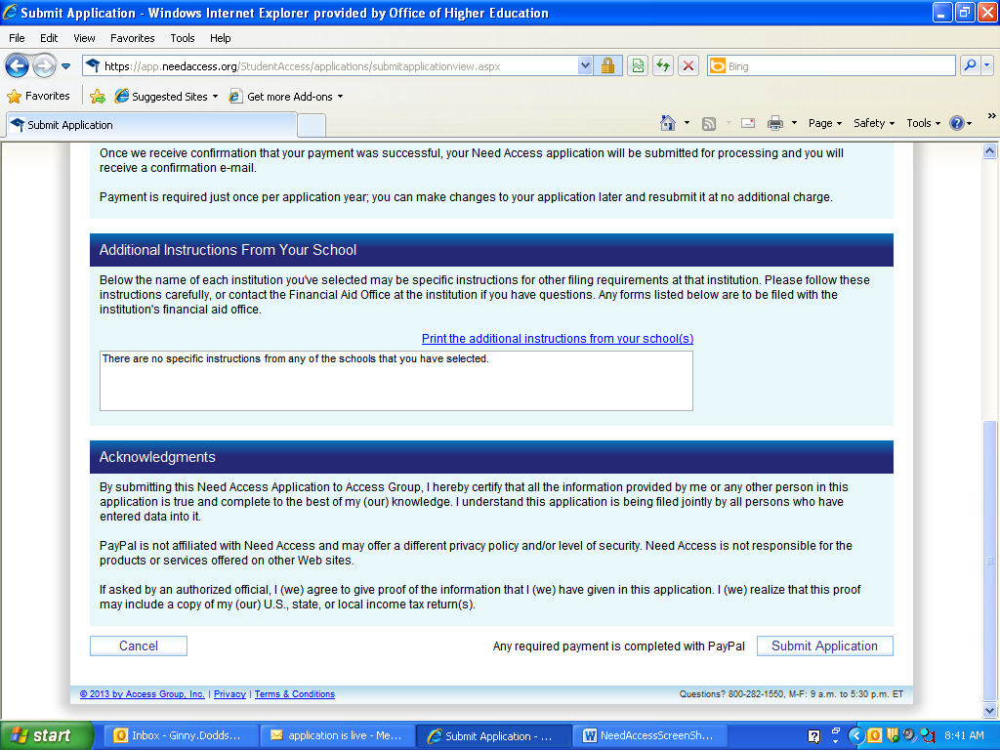 Submit Application - Windows Internet Explorer provided by Office of Higher Education
File Edit View Favorites Tools Help
https://app.needaccess.org/StudentAccess/applications/submitapplicationview.aspx Bing
Favorites Suggested Sites Get more Add-ons
Submit Application Page Safety Tools »
Once we receive confirmation that your payment was successful, your Need Access application will be submitted for processing and you will
receive a confirmation e-mail.
Payment is required just once per application year; you can make changes to your application later and resubmit it at no additional charge.
Additional Instructions From Your School
Below the name of each institution you've selected may be specific instructions for other filing requirements at that institution. Please follow these
instructions carefully, or contact the Financial Aid Office at the institution if you have questions. Any forms listed below are to be filed with the
institution's financial aid office.
Print the additional instructions from your school(s)
There are no specific instructions from any of the schools that you have selected.
Acknowledgments
By submitting this Need Access Application to Access Group, I hereby certify that all the information provided by me or any other person in this
application is true and complete to the best of my (our) knowledge. I understand this application is being filed jointly by all persons who have
entered data into it.
PayPal is not affiliated with Need Access and may offer a different privacy policy and/or level of security. Need Access is not responsible for the
products or services offered on other Web sites.
If asked by an authorized official, I (we) agree to give proof of the information that I (we) have given in this application. I (we) realize that this proof
may include a copy of my (our) U.S., state, or local income tax return(s).
Cancel Any required payment is completed with PayPal Submit Application
© 2013 by Access Group, Inc. | Privacy | Terms & Conditions Questions? 800-282-1550, M-F: 9 a.m. to 5:30 p.m. ET
start Inbox - Ginny.Dodds... application is live - Me... Submit Application - ... NeedAccessScreenSh... 8:41 AM